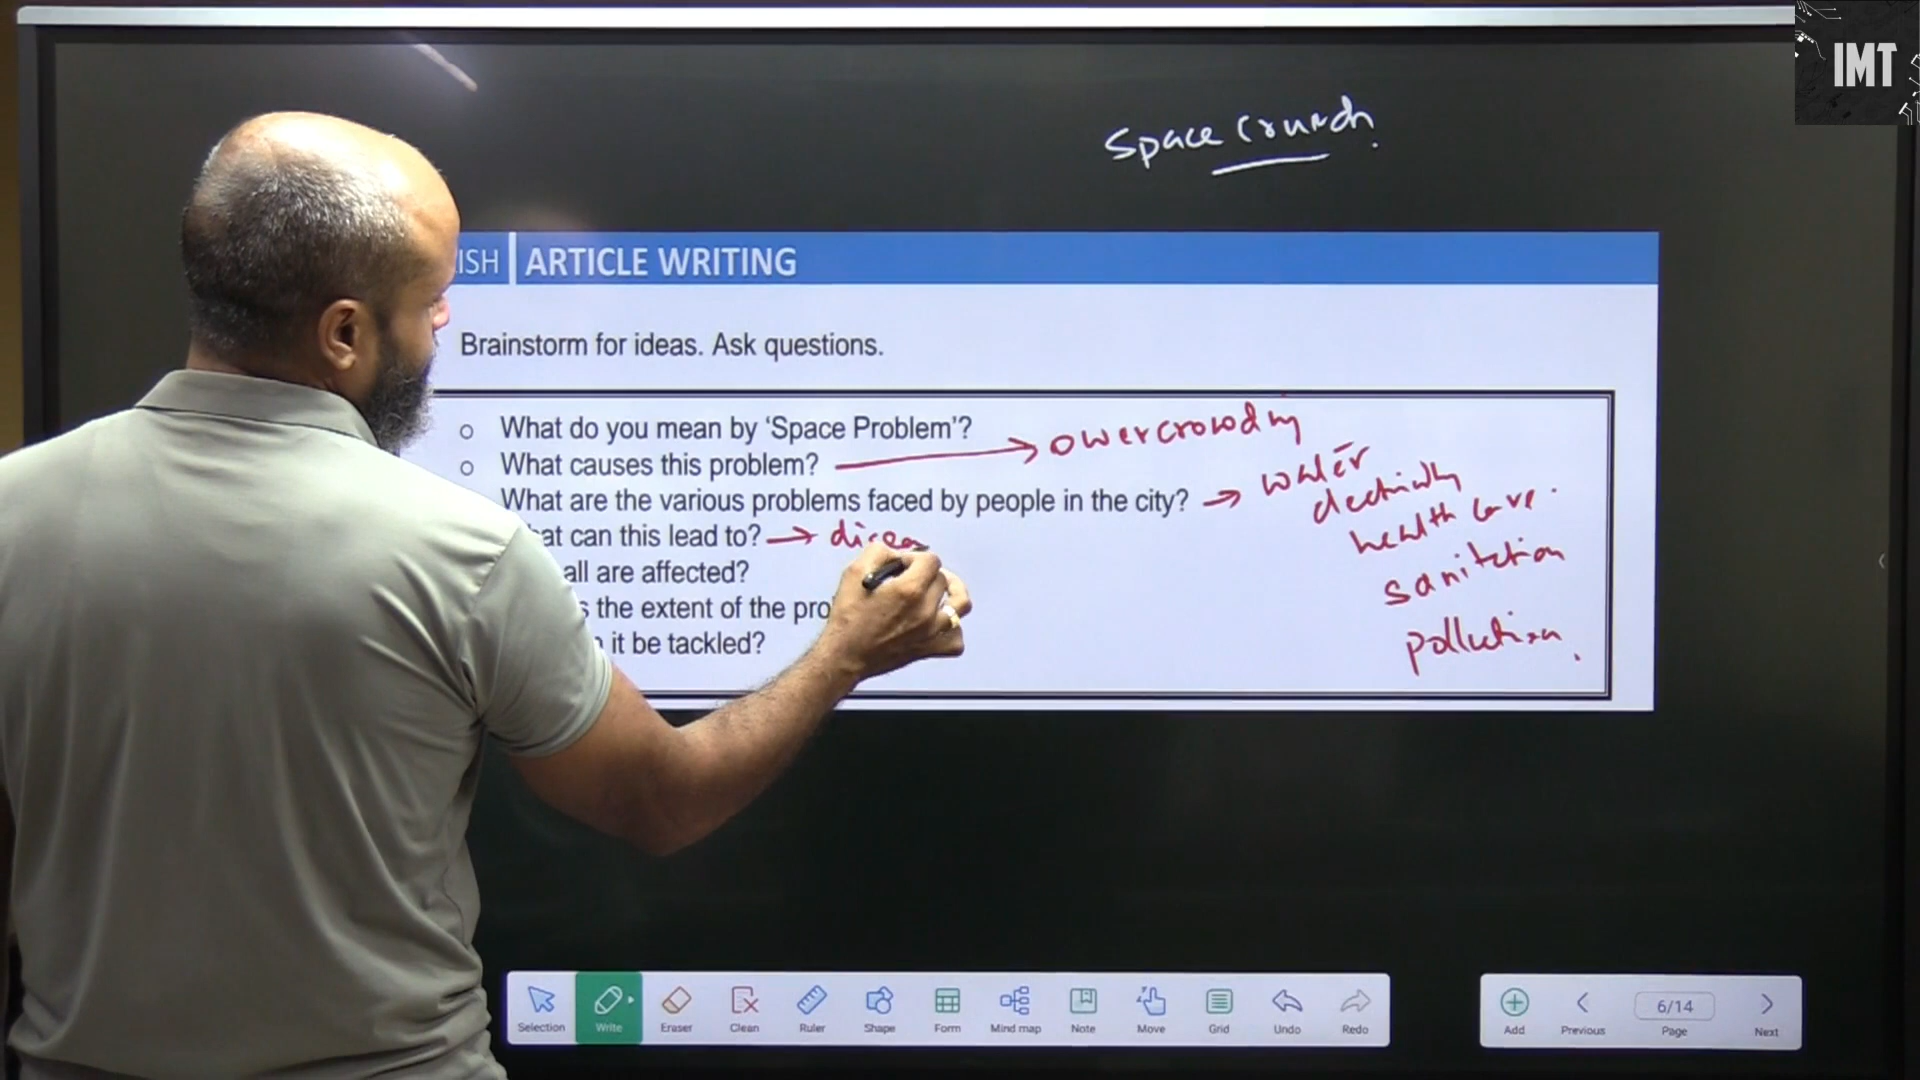 IMT
Space Crunch.
ISH | ARTICLE WRITING
Brainstorm for ideas. Ask questions.
o What do you mean by ‘Space Problem’?
o What causes this problem? → overcrowding
What are the various problems faced by people in the city? → water
electricity
health care.
sanitation
pollution.
at can this lead to? → disea
all are affected?
s the extent of the pro
it be tackled?
Selection Write Eraser Clean Ruler Shape Form Mind map Note Move Grid Undo Redo
Add Previous 6/14 Page Next